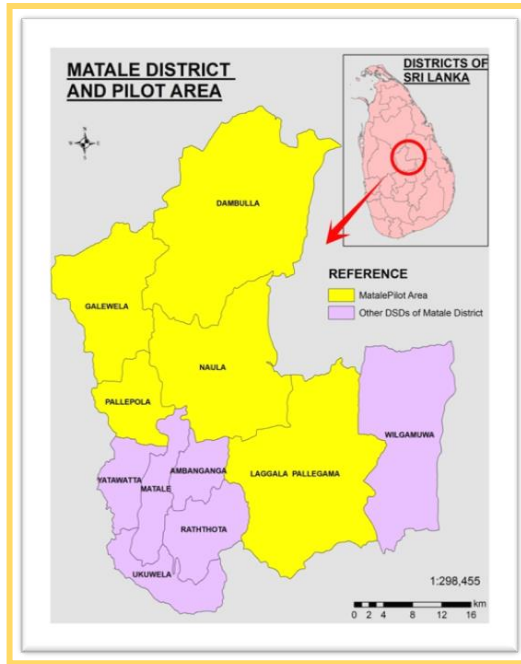 MATALE DISTRICT
AND PILOT AREA
DISTRICTS OF
SRI LANKA
N
DAMBULLA
REFERENCE
MatalePilot Area
Other DSDs of Matale District
GALEWELA
NAULA
PALLEPOLA
WILGAMUWA
YATAWATTA
AMBANGANGA
MATALE
LAGGALA PALLEGAMA
RATHTHOTA
UKUWELA
1:298,455
km
0 2 4 8 12 16